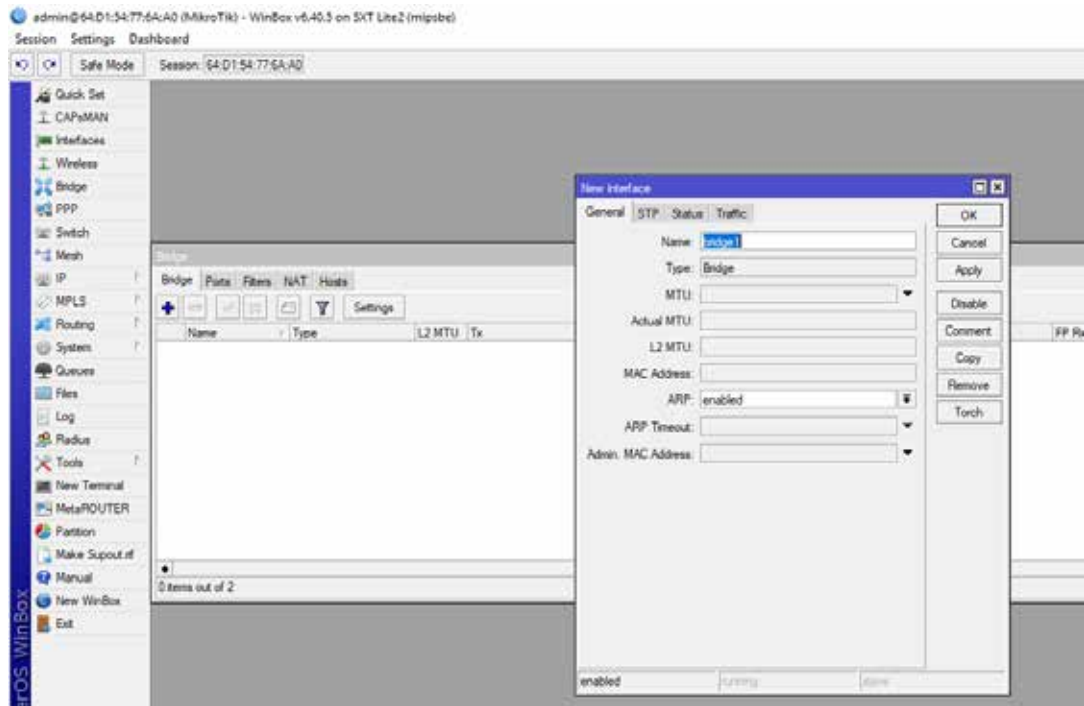 admin@64:D1:54:77:6A:A0 (MikroTik) - WinBox v6.40.5 on SXT Lite2 (mipsbe)
Session Settings Dashboard
Safe Mode Session: 64:D1:54:77:6A:A0
Quick Set
CAPsMAN
Interfaces
Wireless
Bridge
PPP
Switch
Mesh
IP
MPLS
Routing
System
Queues
Files
Log
Radius
Tools
New Terminal
MetaROUTER
Partition
Make Supout.rif
Manual
New WinBox
Exit
erOS WinBox
Bridge
Bridge Ports Filters NAT Hosts
Settings
Name Type L2 MTU Tx FP Rx
0 items out of 2
New Interface
General STP Status Traffic
Name: bridge1
Type: Bridge
MTU:
Actual MTU:
L2 MTU:
MAC Address:
ARP: enabled
ARP Timeout:
Admin. MAC Address:
OK
Cancel
Apply
Disable
Comment
Copy
Remove
Torch
enabled running slave